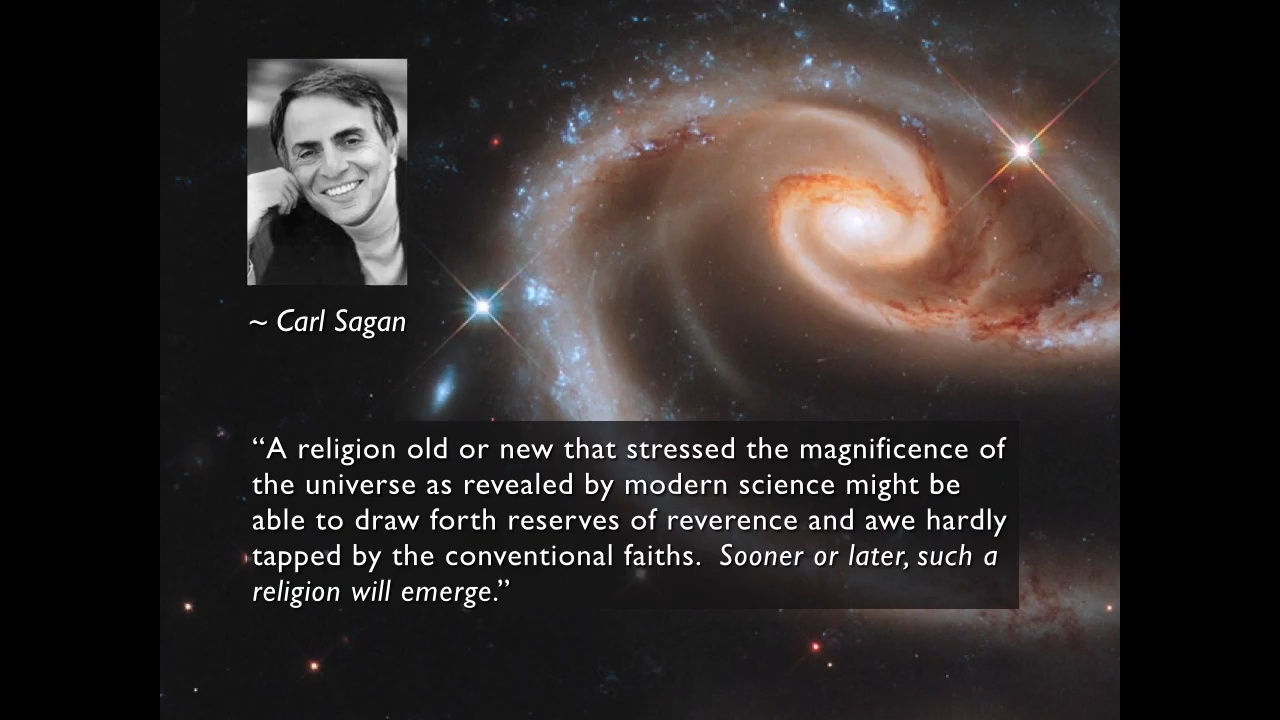 ~ Carl Sagan
“A religion old or new that stressed the magnificence of
the universe as revealed by modern science might be
able to draw forth reserves of reverence and awe hardly
tapped by the conventional faiths.  Sooner or later, such a
religion will emerge.”